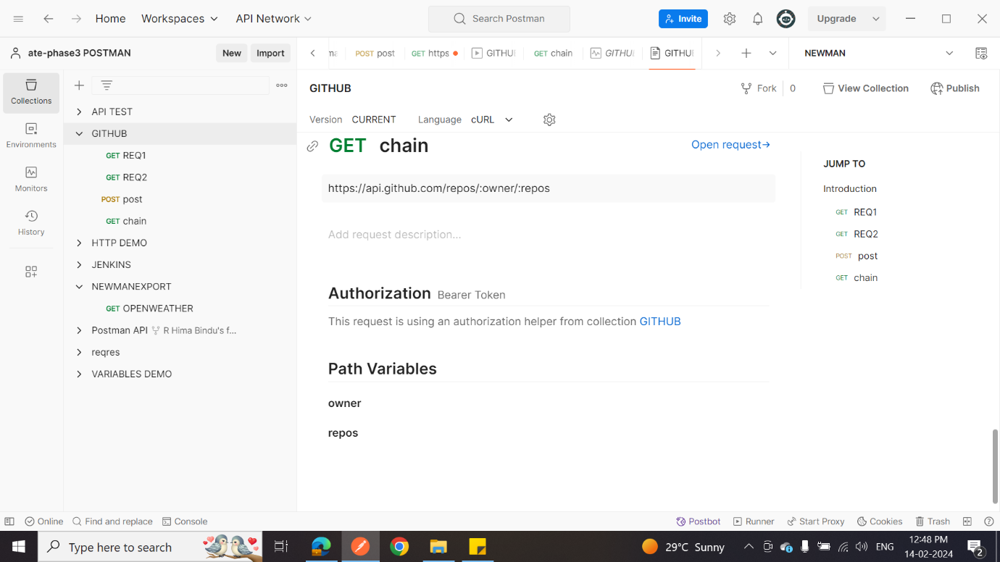 Home Workspaces API Network Search Postman Invite Upgrade
ate-phase3 POSTMAN New Import
POST post GET https GITHU GET chain GITHU GITHU NEWMAN
Collections
Environments
Monitors
History
API TEST
GITHUB
GET REQ1
GET REQ2
POST post
GET chain
HTTP DEMO
JENKINS
NEWMANEXPORT
GET OPENWEATHER
Postman API R Hima Bindu's f...
reqres
VARIABLES DEMO
GITHUB Fork 0 View Collection Publish
Version CURRENT Language cURL
GET chain Open request→
https://api.github.com/repos/:owner/:repos
Add request description...
Authorization Bearer Token
This request is using an authorization helper from collection GITHUB
Path Variables
owner
repos
JUMP TO
Introduction
GET REQ1
GET REQ2
POST post
GET chain
Online Find and replace Console Postbot Runner Start Proxy Cookies Trash
Type here to search 29°C Sunny ENG 12:48 PM
14-02-2024 2